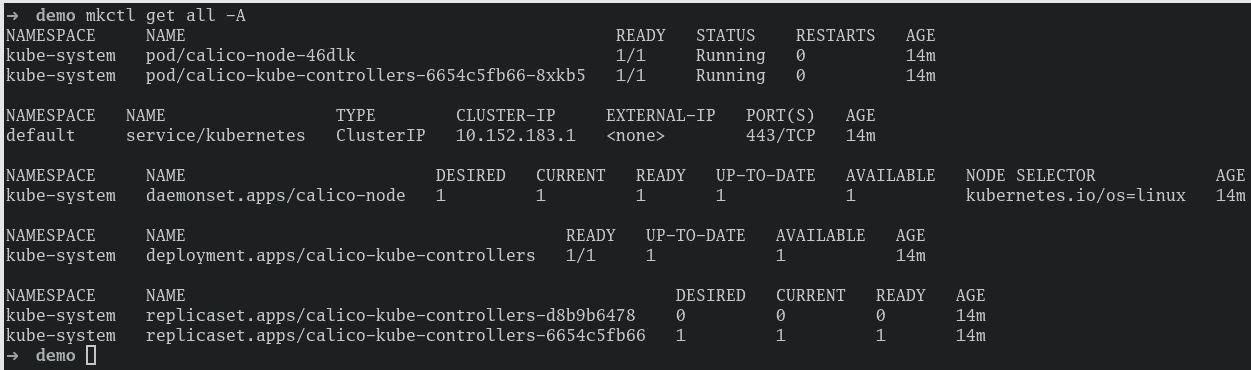 ➜  demo mkctl get all -A
NAMESPACE     NAME                                           READY   STATUS    RESTARTS   AGE
kube-system   pod/calico-node-46dlk                          1/1     Running   0          14m
kube-system   pod/calico-kube-controllers-6654c5fb66-8xkb5   1/1     Running   0          14m

NAMESPACE   NAME                 TYPE        CLUSTER-IP     EXTERNAL-IP   PORT(S)   AGE
default     service/kubernetes   ClusterIP   10.152.183.1   <none>        443/TCP   14m

NAMESPACE     NAME                         DESIRED   CURRENT   READY   UP-TO-DATE   AVAILABLE   NODE SELECTOR            AGE
kube-system   daemonset.apps/calico-node   1         1         1       1            1           kubernetes.io/os=linux   14m

NAMESPACE     NAME                                      READY   UP-TO-DATE   AVAILABLE   AGE
kube-system   deployment.apps/calico-kube-controllers   1/1     1            1           14m

NAMESPACE     NAME                                                 DESIRED   CURRENT   READY   AGE
kube-system   replicaset.apps/calico-kube-controllers-d8b9b6478    0         0         0       14m
kube-system   replicaset.apps/calico-kube-controllers-6654c5fb66   1         1         1       14m
➜  demo